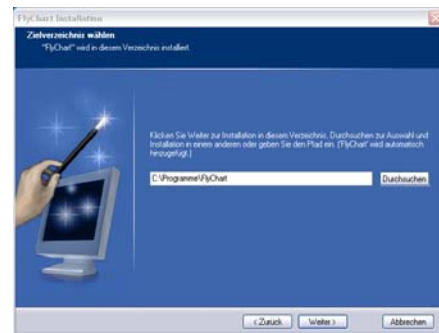 FlyChart Installation
Zielverzeichnis wählen
"FlyChart" wird in diesem Verzeichnis installiert.
Klicken Sie Weiter zur Installation in diesem Verzeichnis, Durchsuchen zur Auswahl und
Installation in einem anderen oder geben Sie den Pfad ein. ('FlyChart' wird automatisch
hinzugefügt.)
C:\Programme\FlyChart
Durchsuchen
< Zurück
Weiter >
Abbrechen